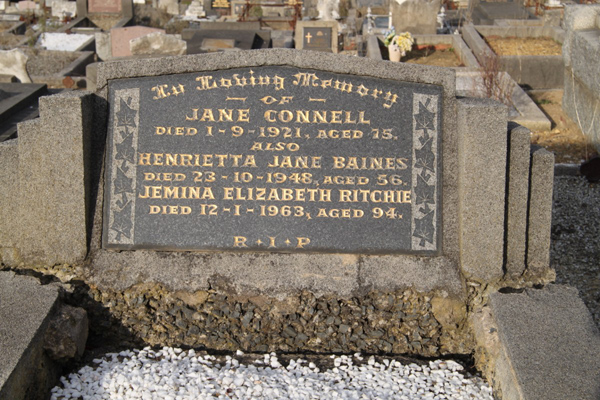 In Loving Memory
OF
JANE CONNELL
DIED 1-9-1921, AGED 75.
ALSO
HENRIETTA JANE BAINES
DIED 23-10-1948, AGED 56.
JEMINA ELIZABETH RITCHIE
DIED 12-1-1963, AGED 94.
R.I.P